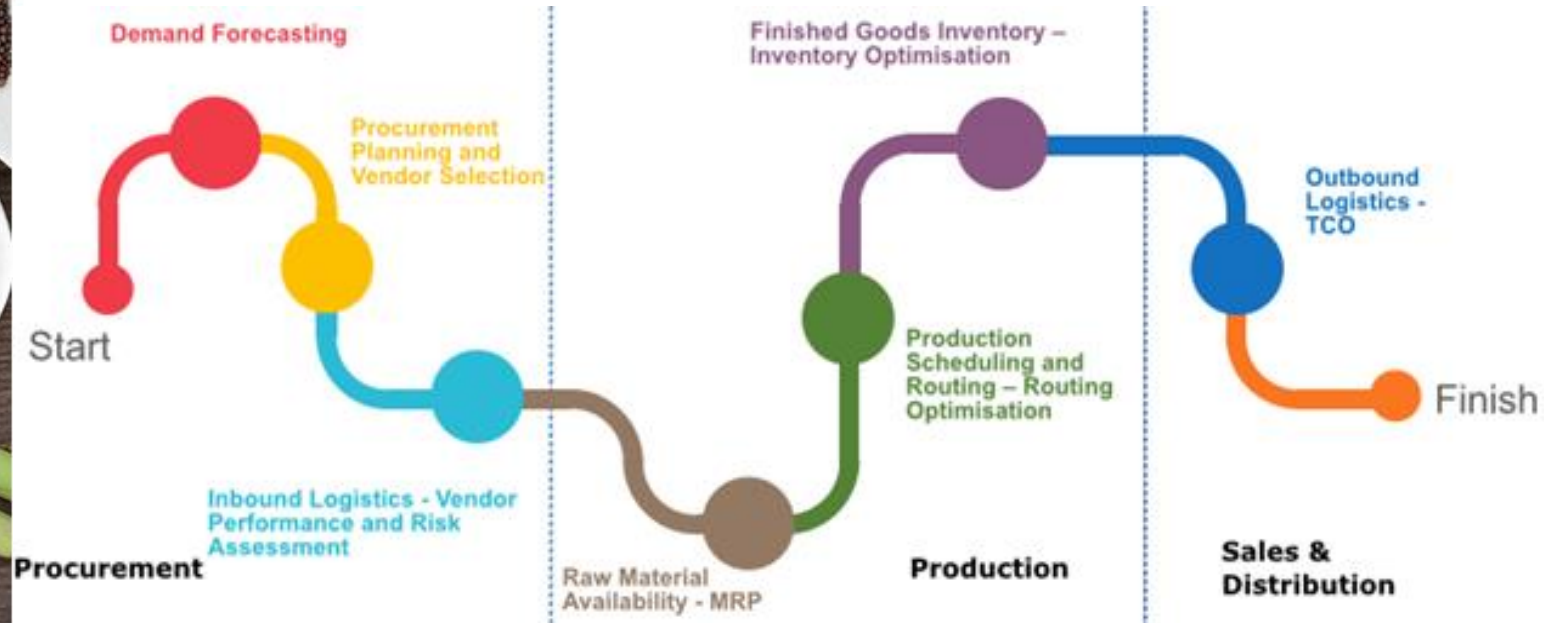 Demand Forecasting
Procurement
Planning and
Vendor Selection
Start
Inbound Logistics - Vendor
Performance and Risk
Assessment
Procurement
Finished Goods Inventory –
Inventory Optimisation
Production
Scheduling and
Routing – Routing
Optimisation
Raw Material
Availability - MRP
Production
Outbound
Logistics -
TCO
Finish
Sales &
Distribution